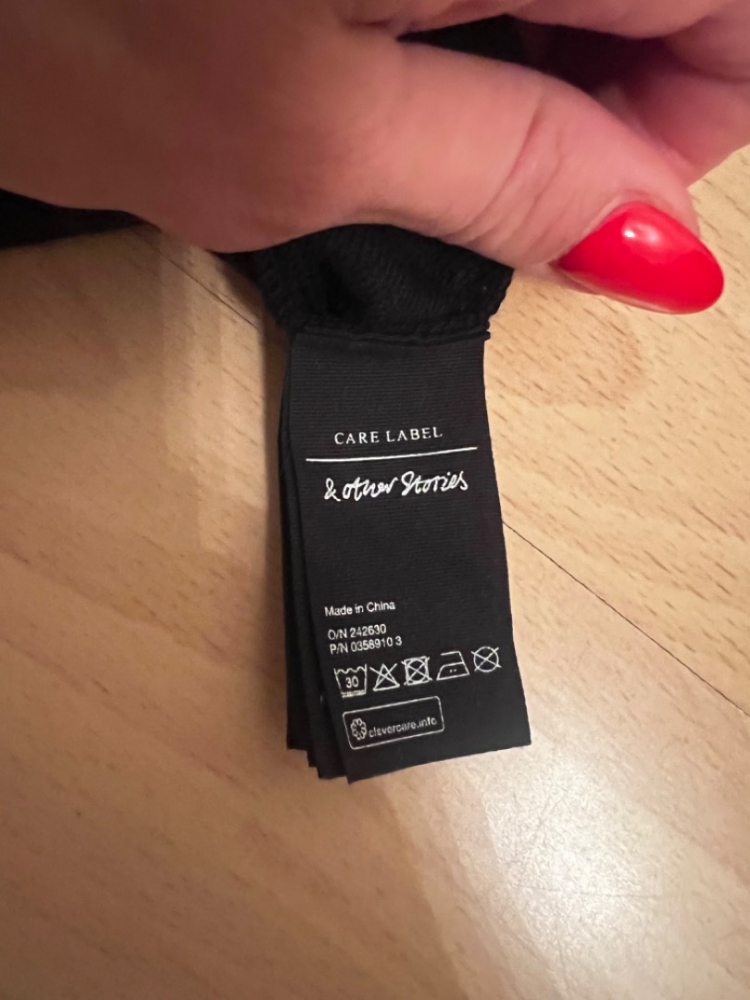 CARE LABEL
& other Stories
Made in China
O/N 242630
P/N 0358910 3
30
clevercare.info